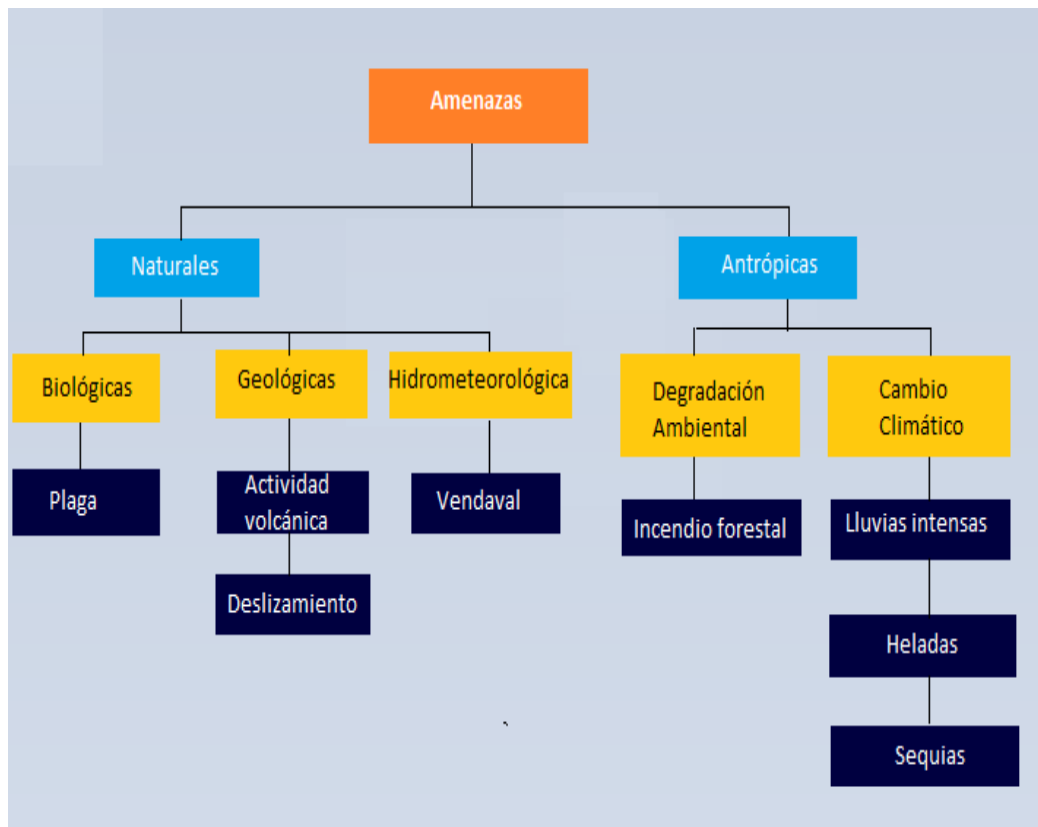 Amenazas
Naturales
Antrópicas
Biológicas
Geológicas
Hidrometeorológica
Degradación
Ambiental
Cambio
Climático
Plaga
Actividad
volcánica
Vendaval
Incendio forestal
Lluvias intensas
Deslizamiento
Heladas
Sequias